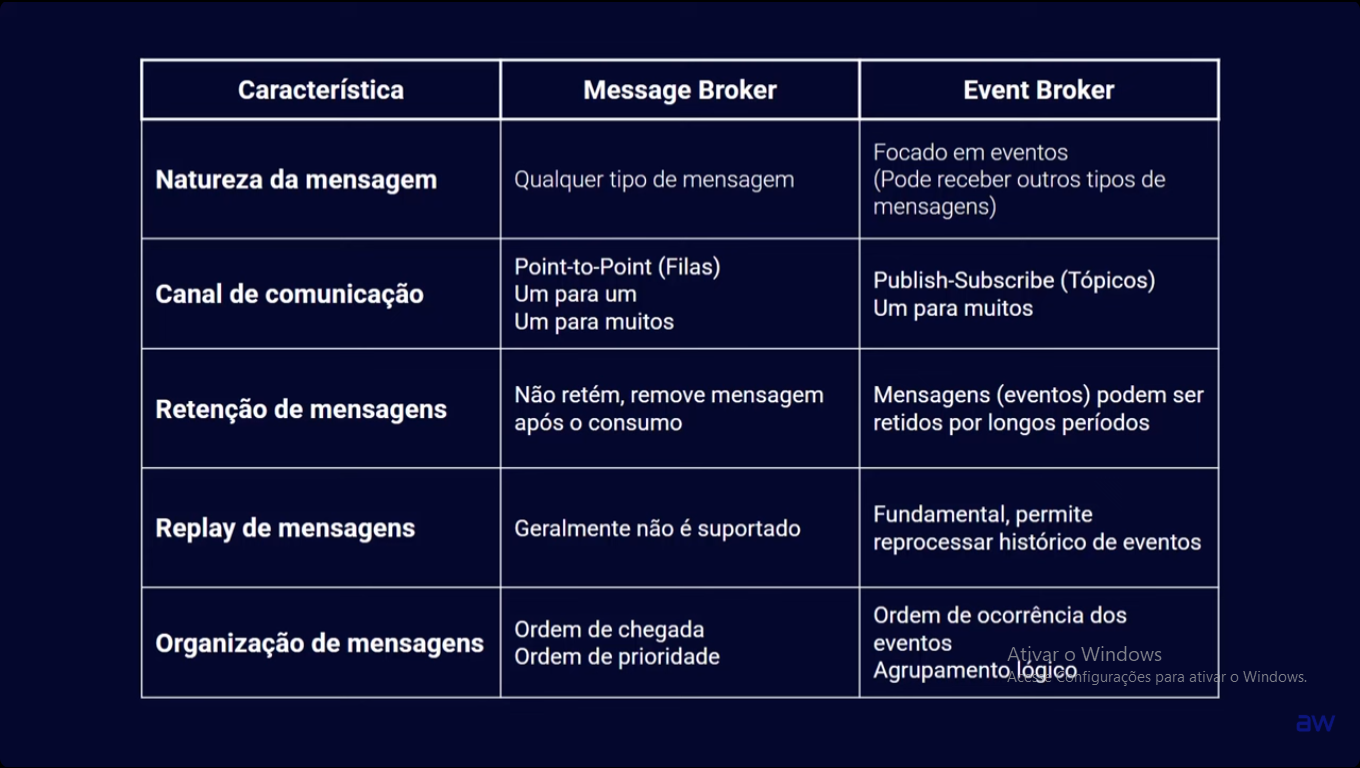 Característica
Message Broker
Event Broker
Natureza da mensagem
Qualquer tipo de mensagem
Focado em eventos
(Pode receber outros tipos de
mensagens)
Canal de comunicação
Point-to-Point (Filas)
Um para um
Um para muitos
Publish-Subscribe (Tópicos)
Um para muitos
Retenção de mensagens
Não retém, remove mensagem
após o consumo
Mensagens (eventos) podem ser
retidos por longos períodos
Replay de mensagens
Geralmente não é suportado
Fundamental, permite
reprocessar histórico de eventos
Organização de mensagens
Ordem de chegada
Ordem de prioridade
Ordem de ocorrência dos
eventos
Agrupamento lógico
Ativar o Windows
Acesse Configurações para ativar o Windows.
aw